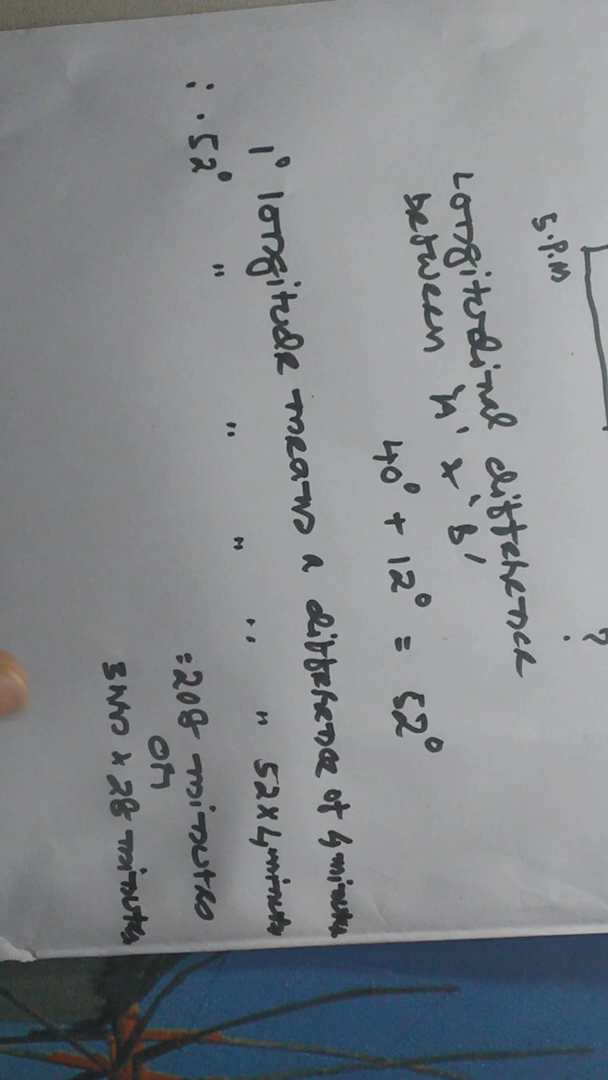 ?
5.P.M
Longitudinal difference
between 'A' & 'B'
40° + 12° = 52°
1° longitude means a difference of 4 minutes
∴ 52° " " " " " 52 x 4 minutes
= 208 minutes
or
3 hrs & 28 minutes